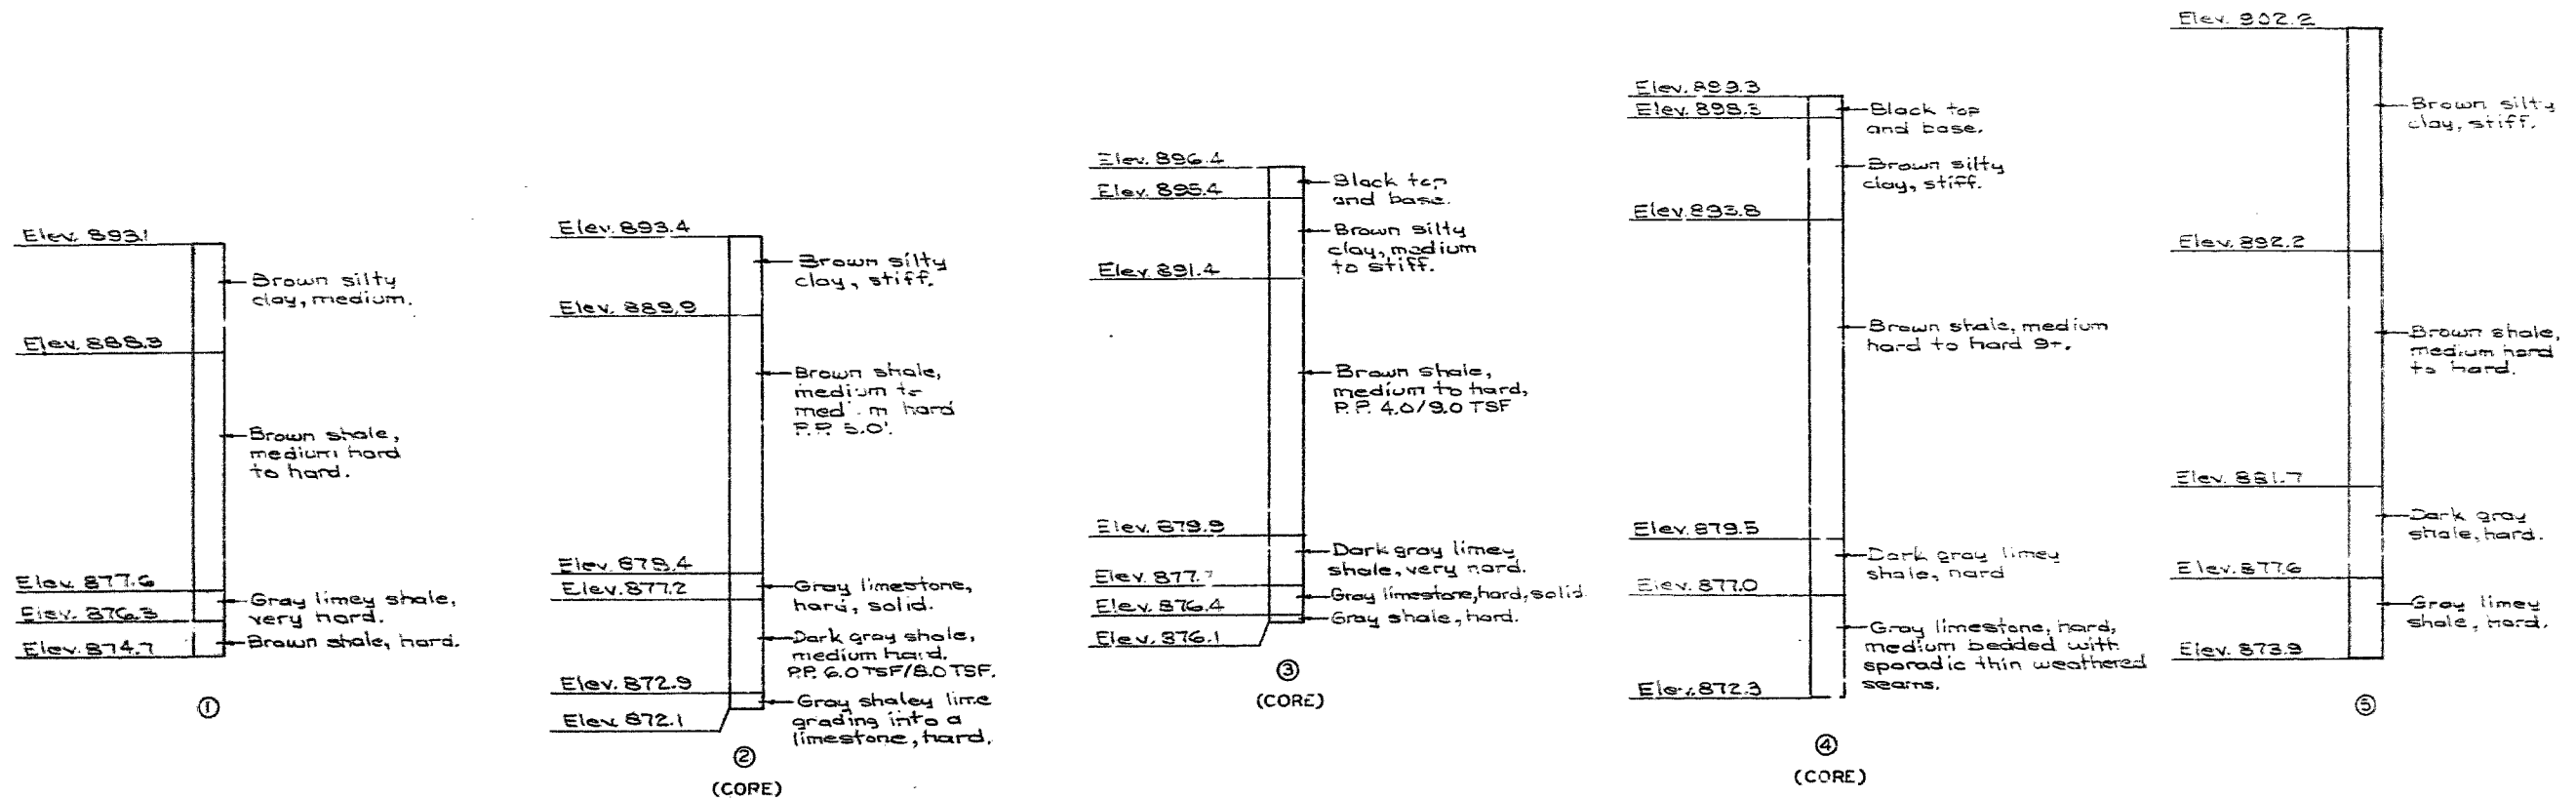 Elev. 893.1
Brown silty
clay, medium.
Elev. 888.3
Brown shale,
medium hard
to hard.
Elev. 877.6
Gray limey shale,
very hard.
Elev. 876.3
Brown shale, hard.
Elev. 874.7
1
Elev. 893.4
Brown silty
clay, stiff.
Elev. 889.9
Brown shale,
medium to
hard
P.P. 5.0'.
Elev. 878.4
Elev. 877.2
Gray limestone,
hard, solid.
Dark gray shale,
medium hard.
P.P. 6.0 TSF/8.0 TSF.
Elev. 872.9
Gray shaley lime
grading into a
limestone, hard.
Elev. 872.1
2
(CORE)
Elev. 896.4
Black top
and base.
Elev. 895.4
Brown silty
clay, medium
to stiff.
Elev. 891.4
Brown shale,
medium to hard,
P.P. 4.0/9.0 TSF
Elev. 879.9
Dark gray limey
shale, very hard.
Elev. 877.7
Gray limestone, hard, solid.
Elev. 876.4
Gray shale, hard.
Elev. 876.1
3
(CORE)
Elev. 899.3
Elev. 898.3
Black top
and base.
Brown silty
clay, stiff.
Elev. 893.8
Brown shale, medium
hard to hard 9+.
Elev. 879.5
Dark gray limey
shale, hard
Elev. 877.0
Gray limestone, hard,
medium bedded with
sporadic thin weathered
seams.
Elev. 872.3
4
(CORE)
Elev. 902.2
Brown silty
clay, stiff.
Elev. 892.2
Brown shale,
medium hard
to hard.
Elev. 881.7
Dark gray
shale, hard.
Elev. 877.6
Gray limey
shale, hard.
Elev. 873.9
5